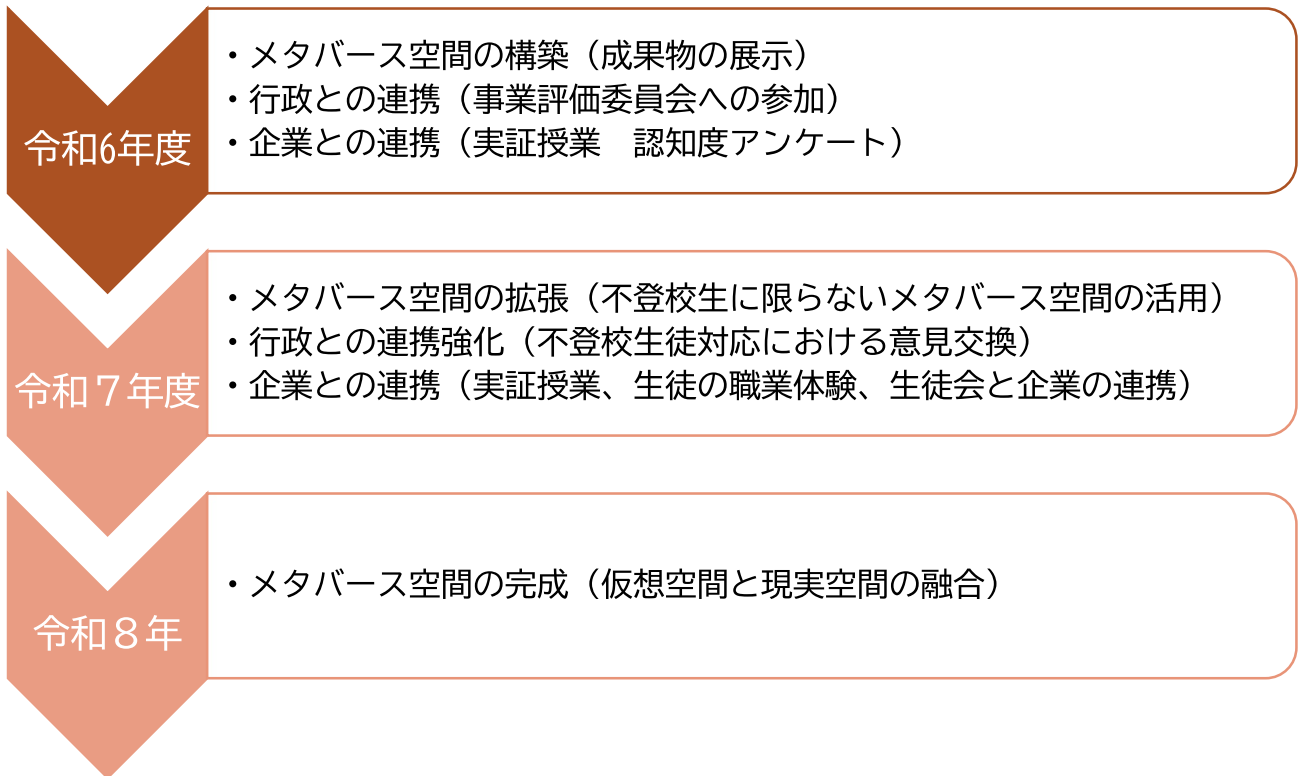 令和6年度
・メタバース空間の構築（成果物の展示）
・行政との連携（事業評価委員会への参加）
・企業との連携（実証授業　認知度アンケート）
令和７年度
・メタバース空間の拡張（不登校生に限らないメタバース空間の活用）
・行政との連携強化（不登校生徒対応における意見交換）
・企業との連携（実証授業、生徒の職業体験、生徒会と企業の連携）
令和８年
・メタバース空間の完成（仮想空間と現実空間の融合）